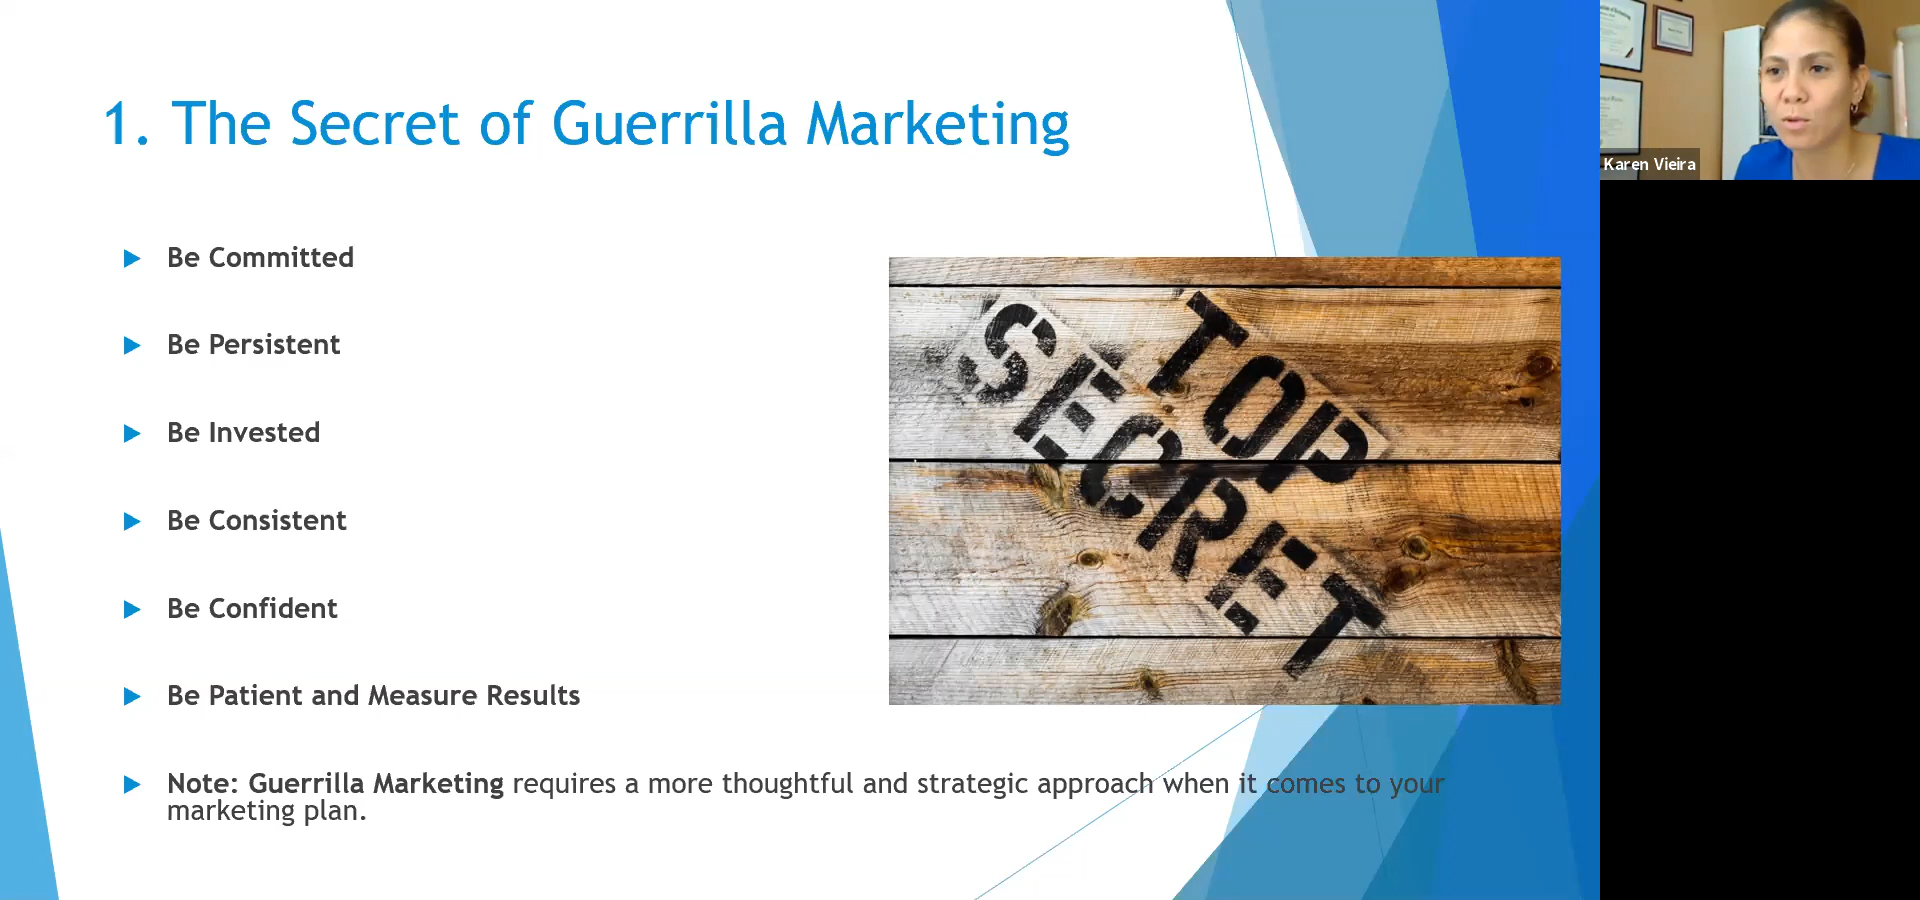 1. The Secret of Guerrilla Marketing
Be Committed
Be Persistent
Be Invested
Be Consistent
Be Confident
Be Patient and Measure Results
Note: Guerrilla Marketing requires a more thoughtful and strategic approach when it comes to your
marketing plan.
TOP
SECRET
Karen Vieira